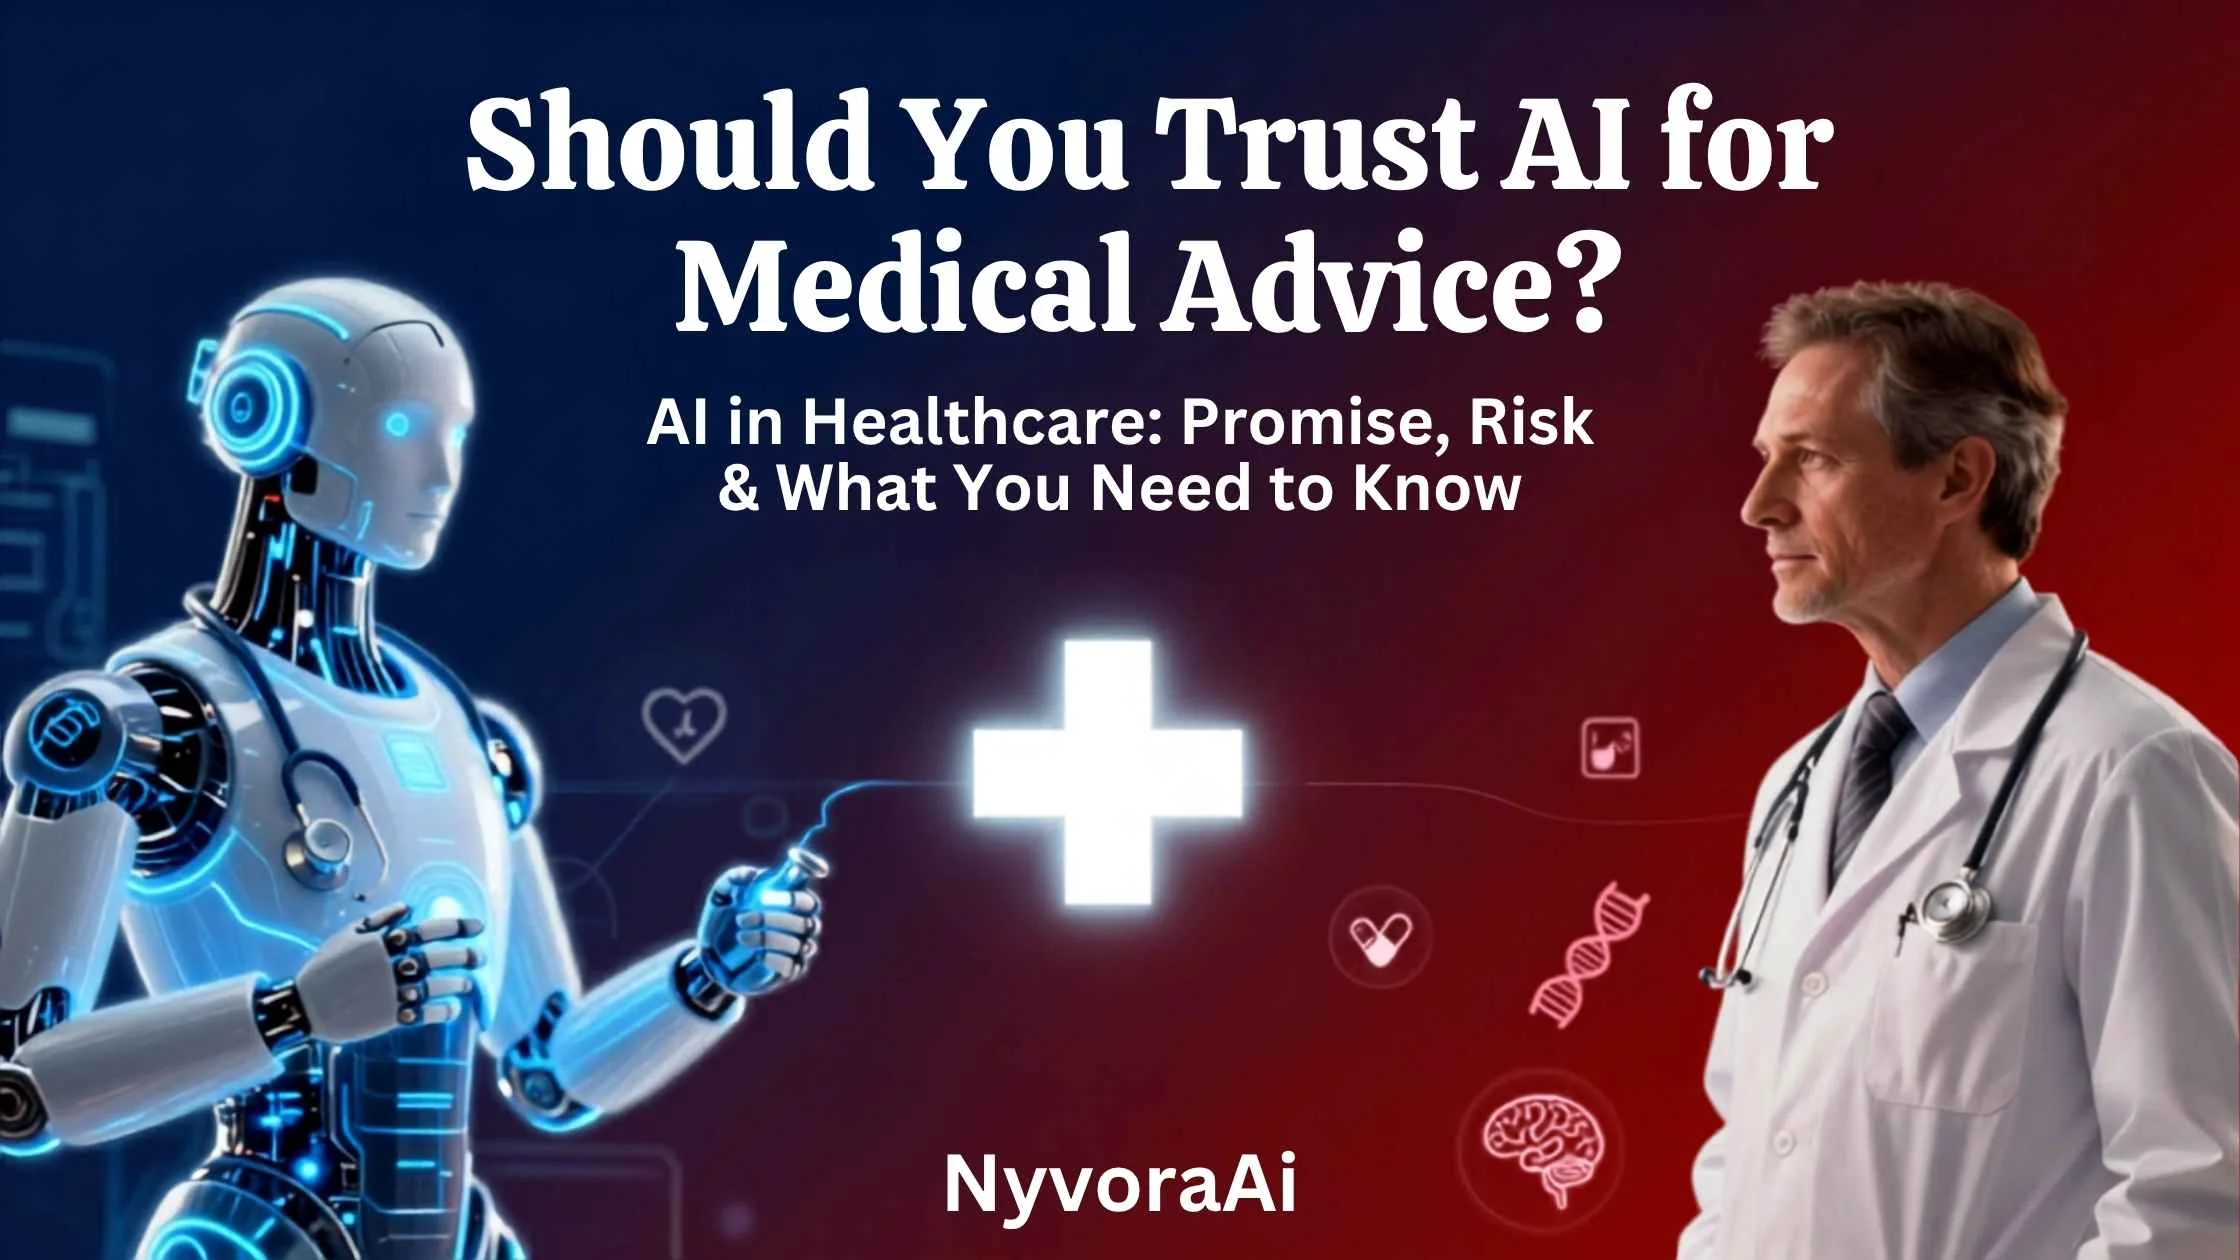 Should You Trust AI for
Medical Advice?
AI in Healthcare: Promise, Risk
& What You Need to Know
NyvoraAi